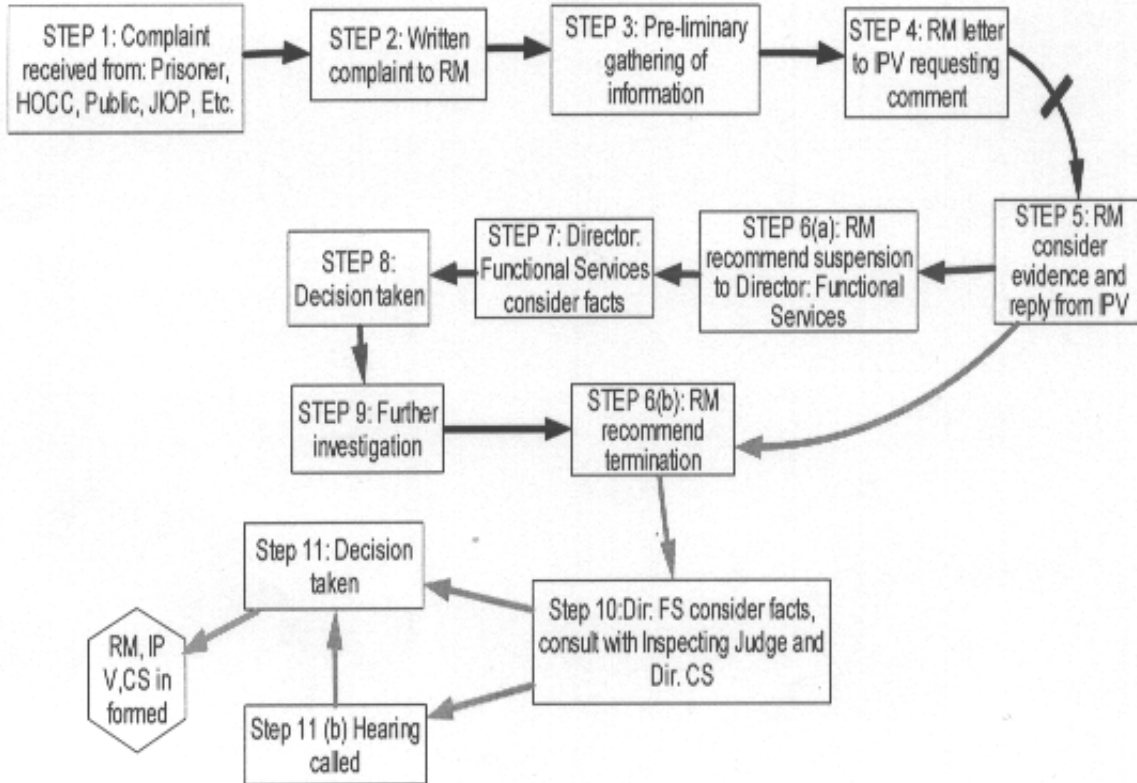 STEP 1: Complaint
received from: Prisoner,
HOCC, Public, JIOP, Etc.
STEP 2: Written
complaint to RM
STEP 3: Pre-liminary
gathering of
information
STEP 4: RM letter
to IPV requesting
comment
STEP 5: RM
consider
evidence and
reply from IPV
STEP 6(a): RM
recommend suspension
to Director: Functional
Services
STEP 7: Director:
Functional Services
consider facts
STEP 8:
Decision taken
STEP 9: Further
investigation
STEP 6(b): RM
recommend
termination
Step 10:Dir: FS consider facts,
consult with Inspecting Judge and
Dir. CS
Step 11: Decision
taken
Step 11 (b) Hearing
called
RM, IP
V,CS in
formed